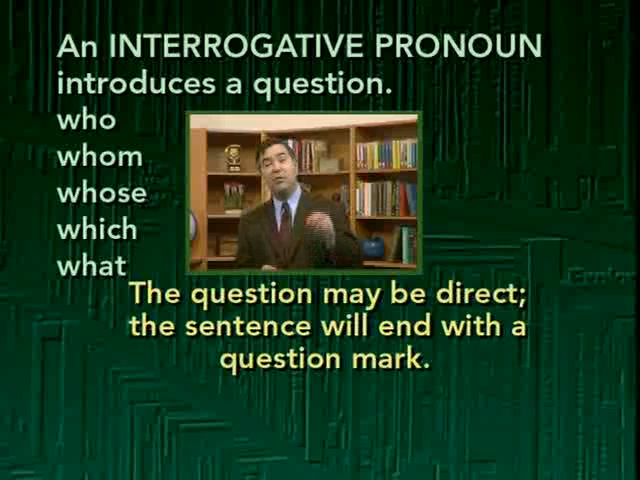 An INTERROGATIVE PRONOUN
introduces a question.
who
whom
whose
which
what
The question may be direct;
the sentence will end with a
question mark.